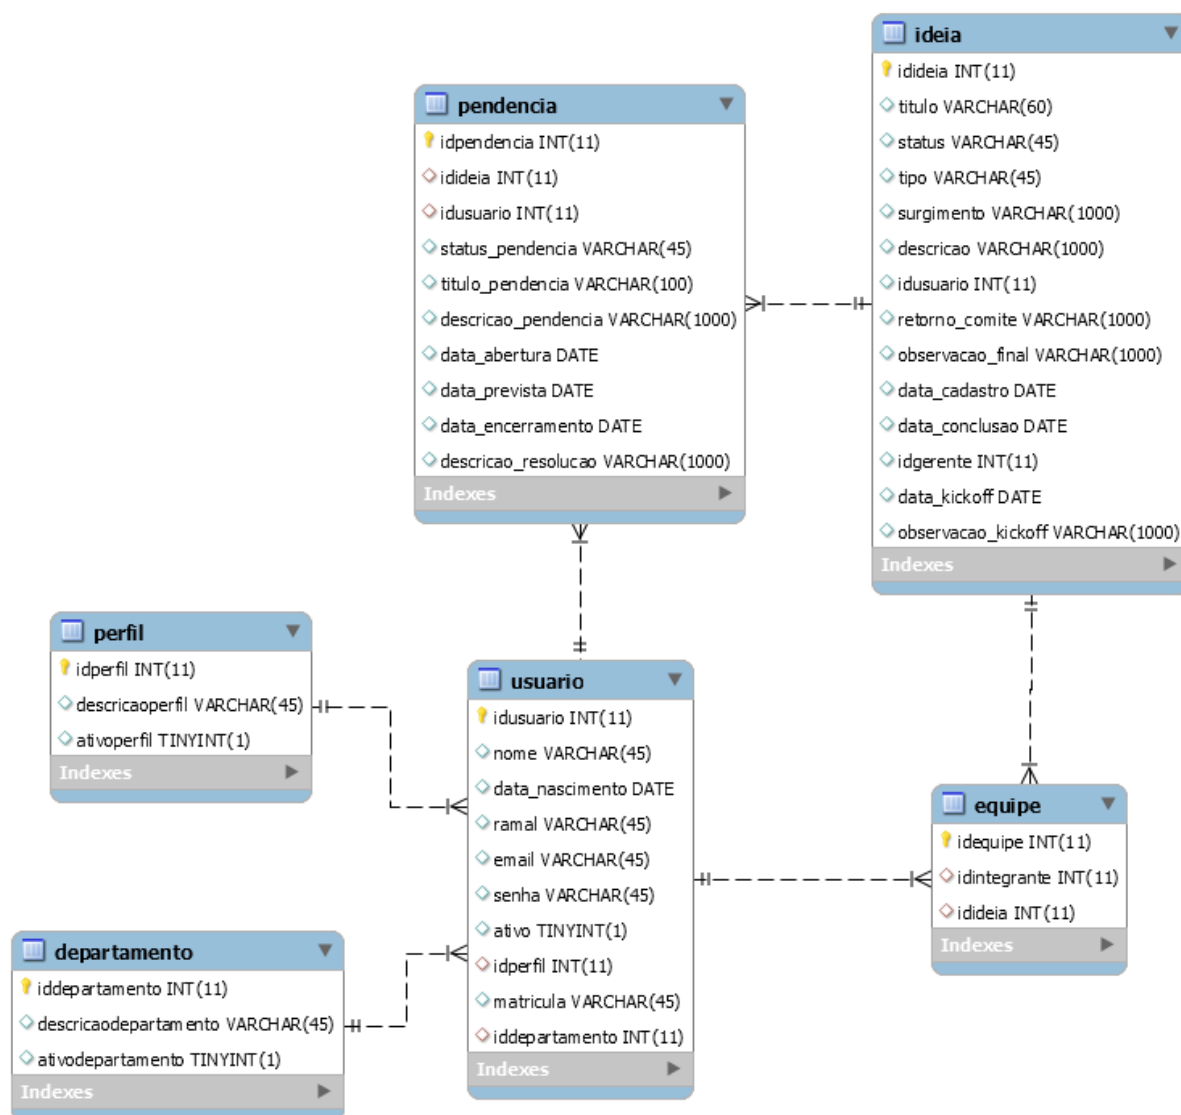 ideia
idideia INT(11)
titulo VARCHAR(60)
status VARCHAR(45)
tipo VARCHAR(45)
surgimento VARCHAR(1000)
descricao VARCHAR(1000)
idusuario INT(11)
retorno_comite VARCHAR(1000)
observacao_final VARCHAR(1000)
data_cadastro DATE
data_conclusao DATE
idgerente INT(11)
data_kickoff DATE
observacao_kickoff VARCHAR(1000)
Indexes
pendencia
idpendencia INT(11)
idideia INT(11)
idusuario INT(11)
status_pendencia VARCHAR(45)
titulo_pendencia VARCHAR(100)
descricao_pendencia VARCHAR(1000)
data_abertura DATE
data_prevista DATE
data_encerramento DATE
descricao_resolucao VARCHAR(1000)
Indexes
perfil
idperfil INT(11)
descricaoperfil VARCHAR(45)
ativoperfil TINYINT(1)
Indexes
usuario
idusuario INT(11)
nome VARCHAR(45)
data_nascimento DATE
ramal VARCHAR(45)
email VARCHAR(45)
senha VARCHAR(45)
ativo TINYINT(1)
idperfil INT(11)
matricula VARCHAR(45)
iddepartamento INT(11)
Indexes
equipe
idequipe INT(11)
idintegrante INT(11)
idideia INT(11)
Indexes
departamento
iddepartamento INT(11)
descricaodepartamento VARCHAR(45)
ativodepartamento TINYINT(1)
Indexes